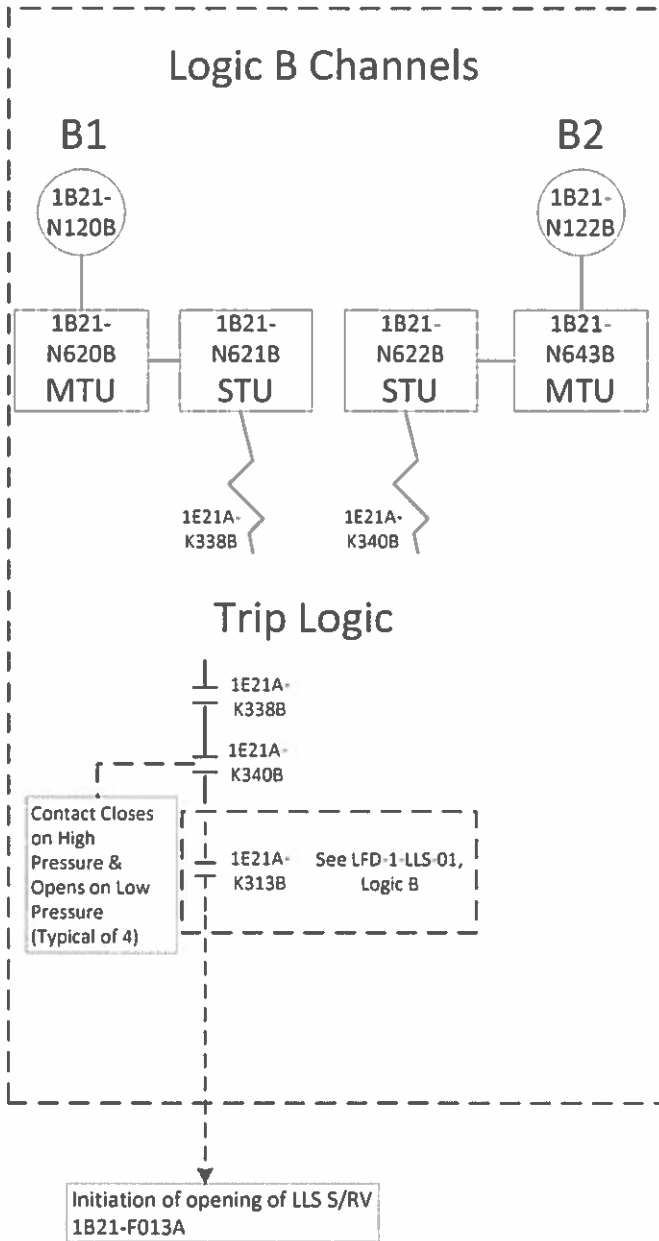 Logic B Channels
B1
B2
1B21-
N120B
1B21-
N122B
1B21-
N620B
MTU
1B21-
N621B
STU
1B21-
N622B
STU
1B21-
N643B
MTU
1E21A-
K338B
1E21A-
K340B
Trip Logic
1E21A-
K338B
1E21A-
K340B
Contact Closes
on High
Pressure &
Opens on Low
Pressure
(Typical of 4)
1E21A-
K313B
See LFD-1-LLS-01,
Logic B
Initiation of opening of LLS S/RV
1B21-F013A